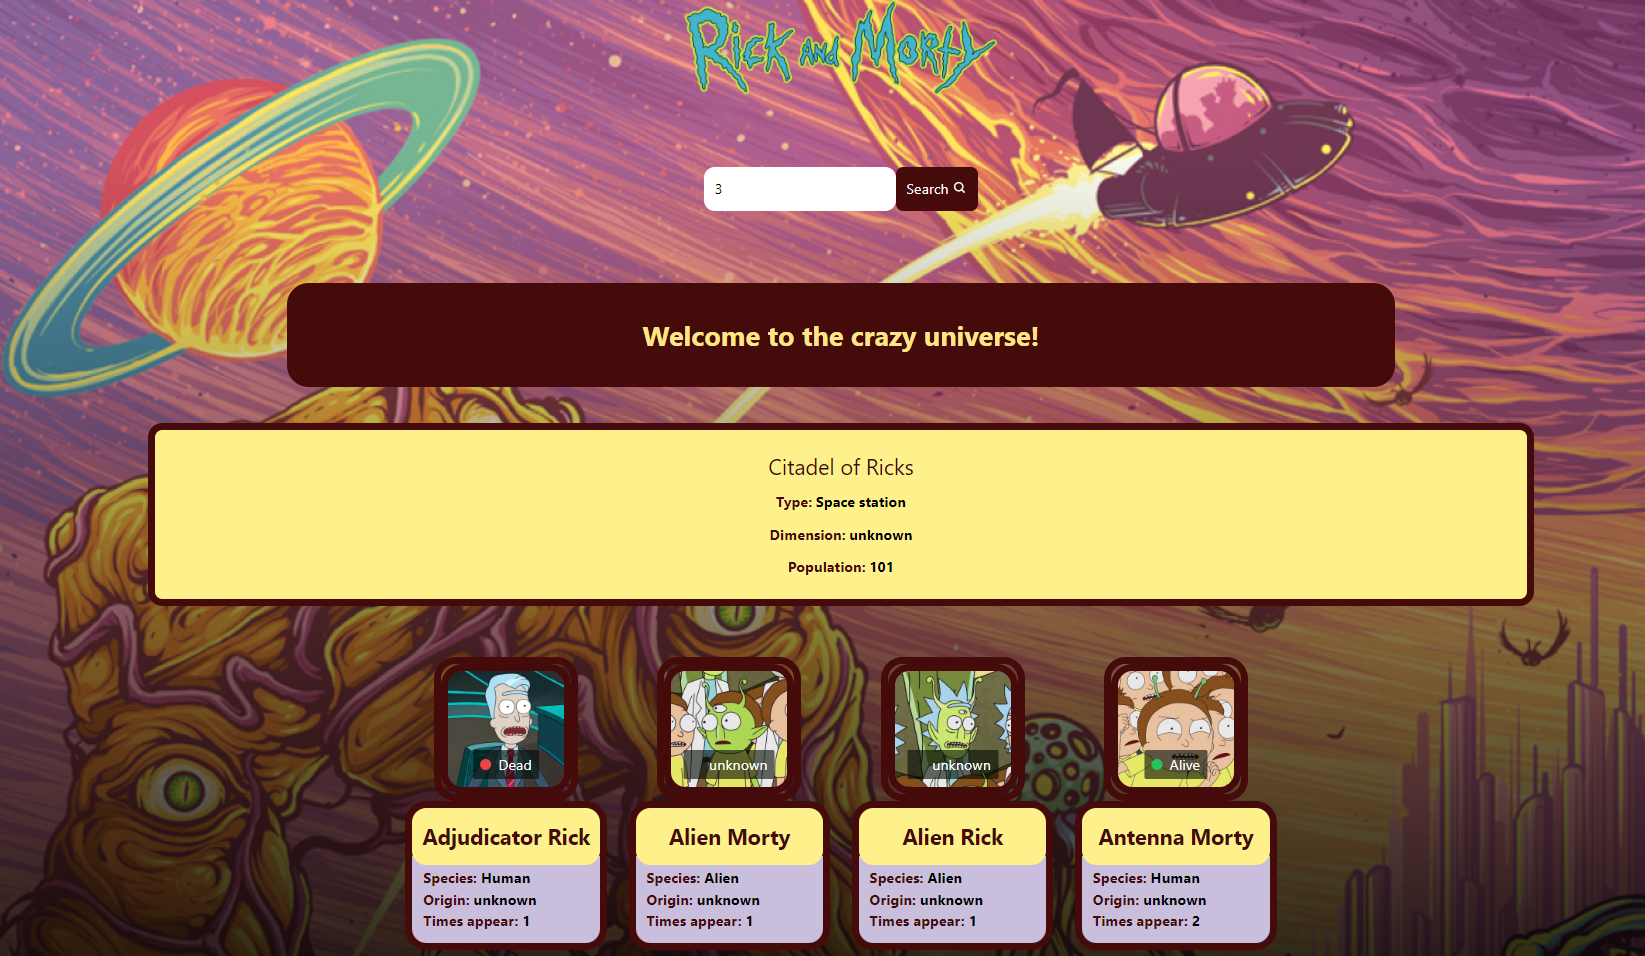 Rick and Morty
3
Search
Welcome to the crazy universe!
Citadel of Ricks
Type: Space station
Dimension: unknown
Population: 101
Dead
unknown
unknown
Alive
Adjudicator Rick
Species: Human
Origin: unknown
Times appear: 1
Alien Morty
Species: Alien
Origin: unknown
Times appear: 1
Alien Rick
Species: Alien
Origin: unknown
Times appear: 1
Antenna Morty
Species: Human
Origin: unknown
Times appear: 2